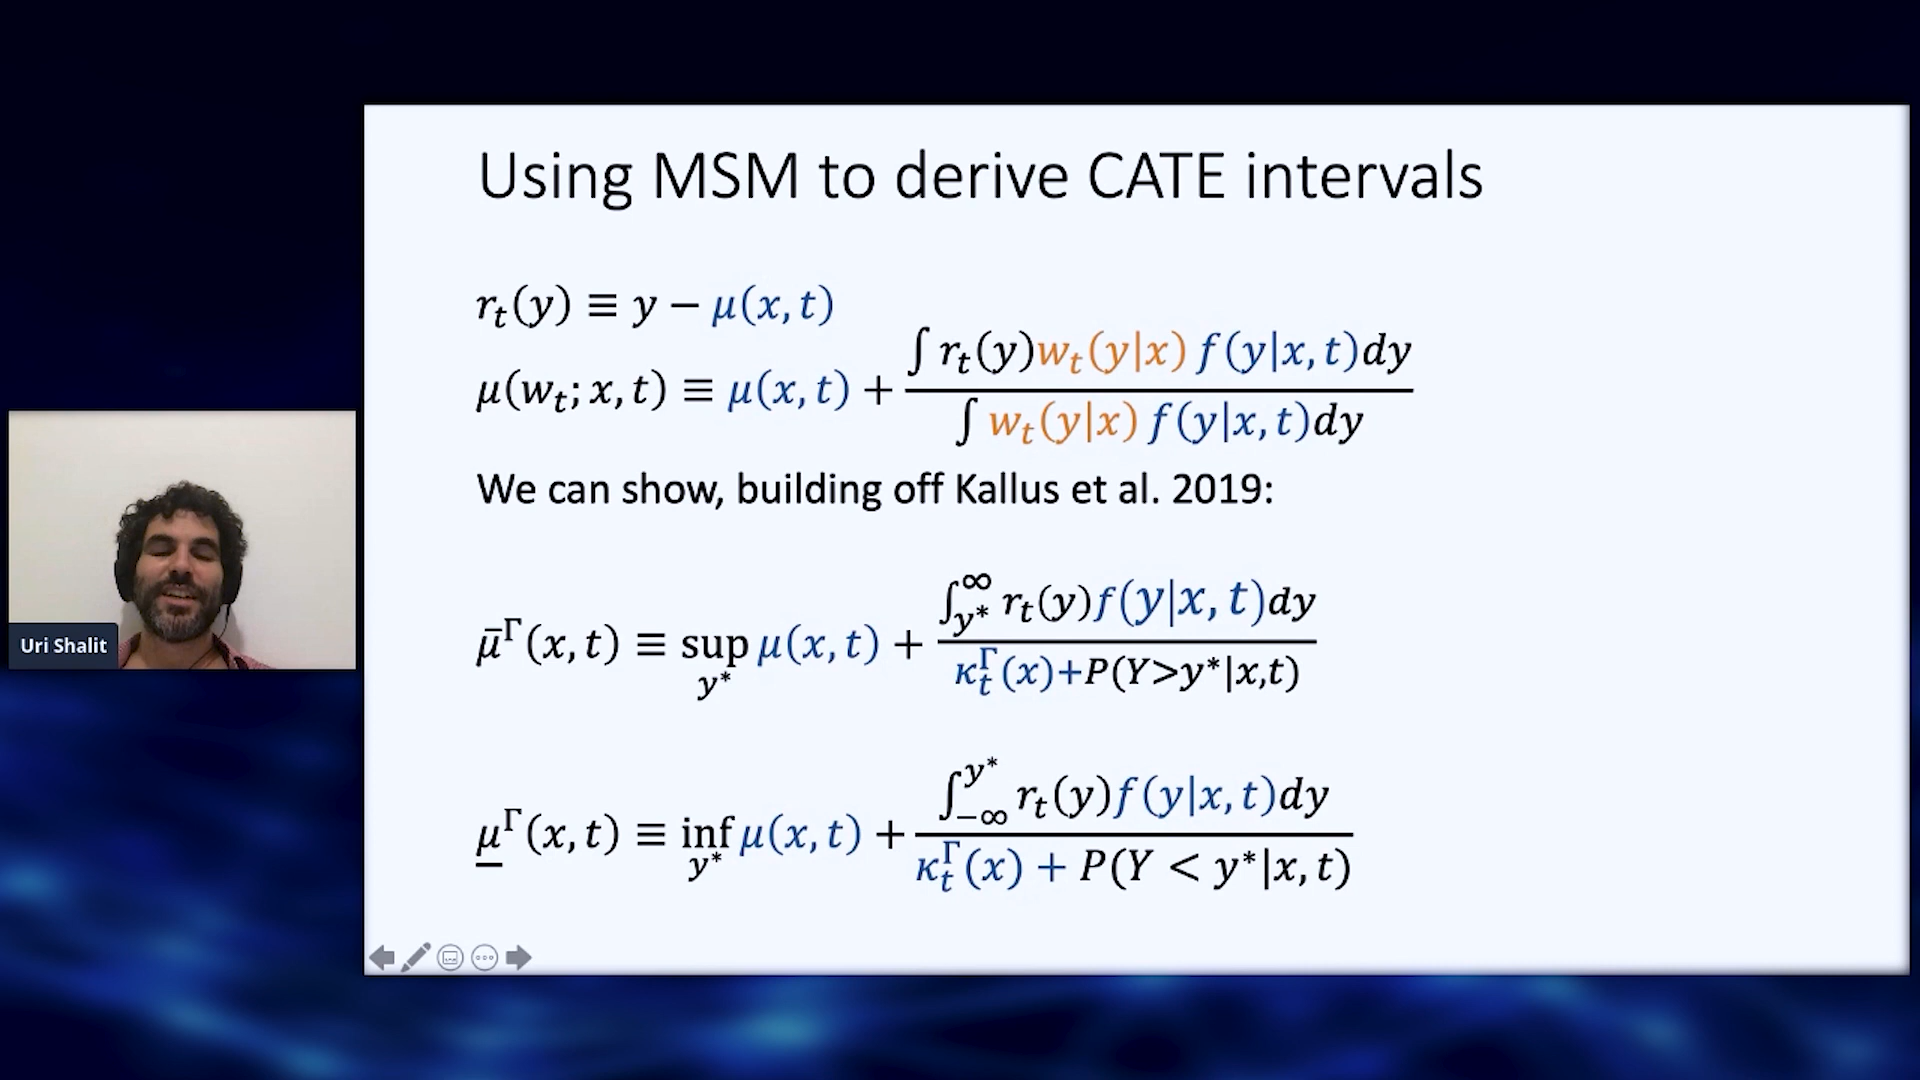 Using MSM to derive CATE intervals
r_t(y) ≡ y − μ(x, t)
μ(w_t; x, t) ≡ μ(x, t) + ∫ r_t(y)w_t(y|x) f(y|x, t)dy / ∫ w_t(y|x) f(y|x, t)dy
We can show, building off Kallus et al. 2019:
μ̄^Γ(x, t) ≡ sup_{y*} μ(x, t) + ∫_{y*}^{∞} r_t(y)f(y|x, t)dy / κ_t^Γ(x)+P(Y>y*|x,t)
μ̲^Γ(x, t) ≡ inf_{y*} μ(x, t) + ∫_{−∞}^{y*} r_t(y)f(y|x, t)dy / κ_t^Γ(x) + P(Y < y*|x, t)
Uri Shalit